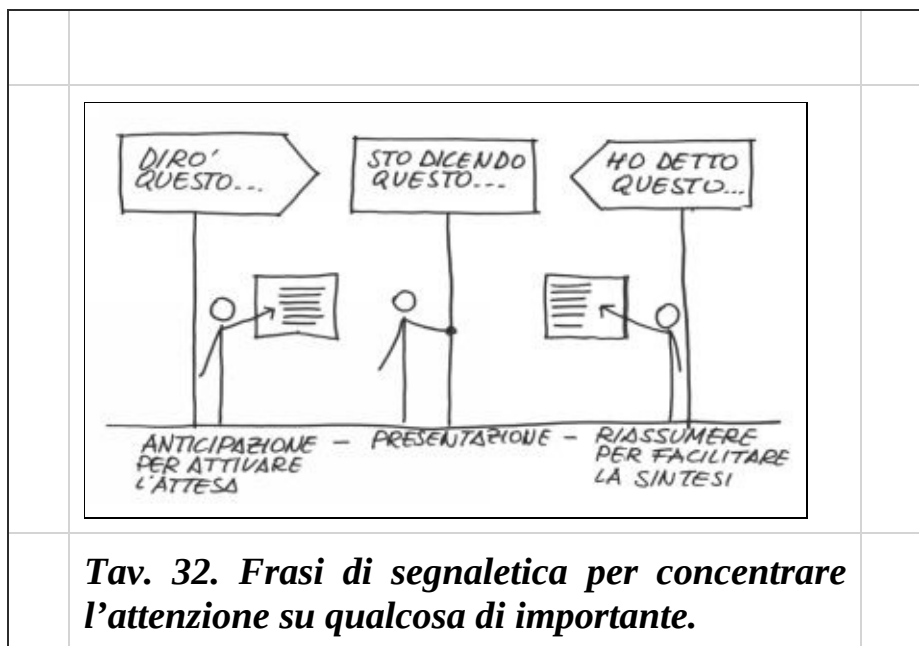 DIRO'
QUESTO...
STO DICENDO
QUESTO...
HO DETTO
QUESTO...
ANTICIPAZIONE – PRESENTAZIONE – RIASSUMERE
PER ATTIVARE
L'ATTESA
PER FACILITARE
LA SINTESI
Tav. 32. Frasi di segnaletica per concentrare
l’attenzione su qualcosa di importante.